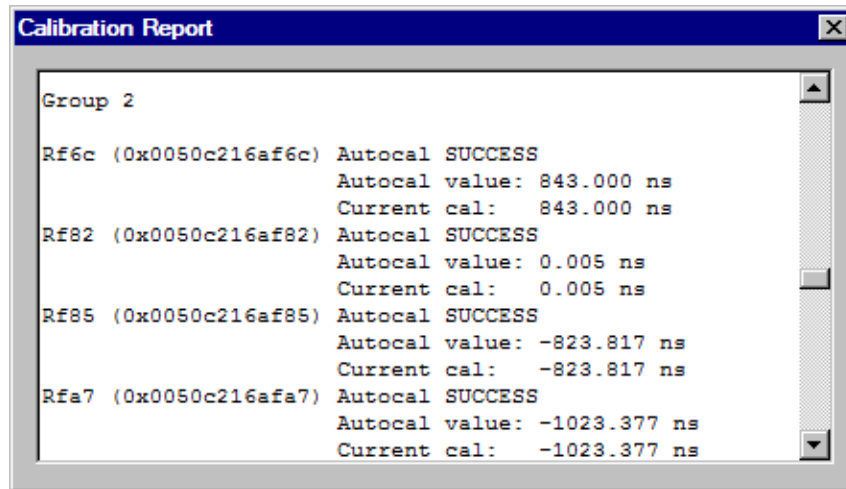 Calibration Report
Group 2
Rf6c (0x0050c216af6c) Autocal SUCCESS
Autocal value: 843.000 ns
Current cal: 843.000 ns
Rf82 (0x0050c216af82) Autocal SUCCESS
Autocal value: 0.005 ns
Current cal: 0.005 ns
Rf85 (0x0050c216af85) Autocal SUCCESS
Autocal value: -823.817 ns
Current cal: -823.817 ns
Rfa7 (0x0050c216afa7) Autocal SUCCESS
Autocal value: -1023.377 ns
Current cal: -1023.377 ns